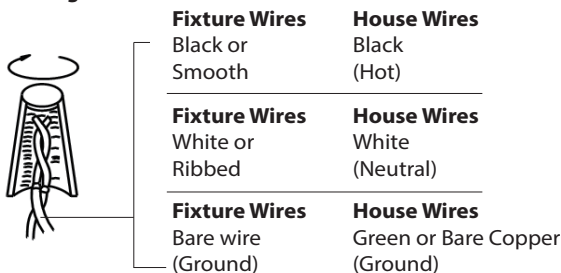 Fixture Wires House Wires
Black or Black
Smooth (Hot)
Fixture Wires House Wires
White or White
Ribbed (Neutral)
Fixture Wires House Wires
Bare wire Green or Bare Copper
(Ground) (Ground)